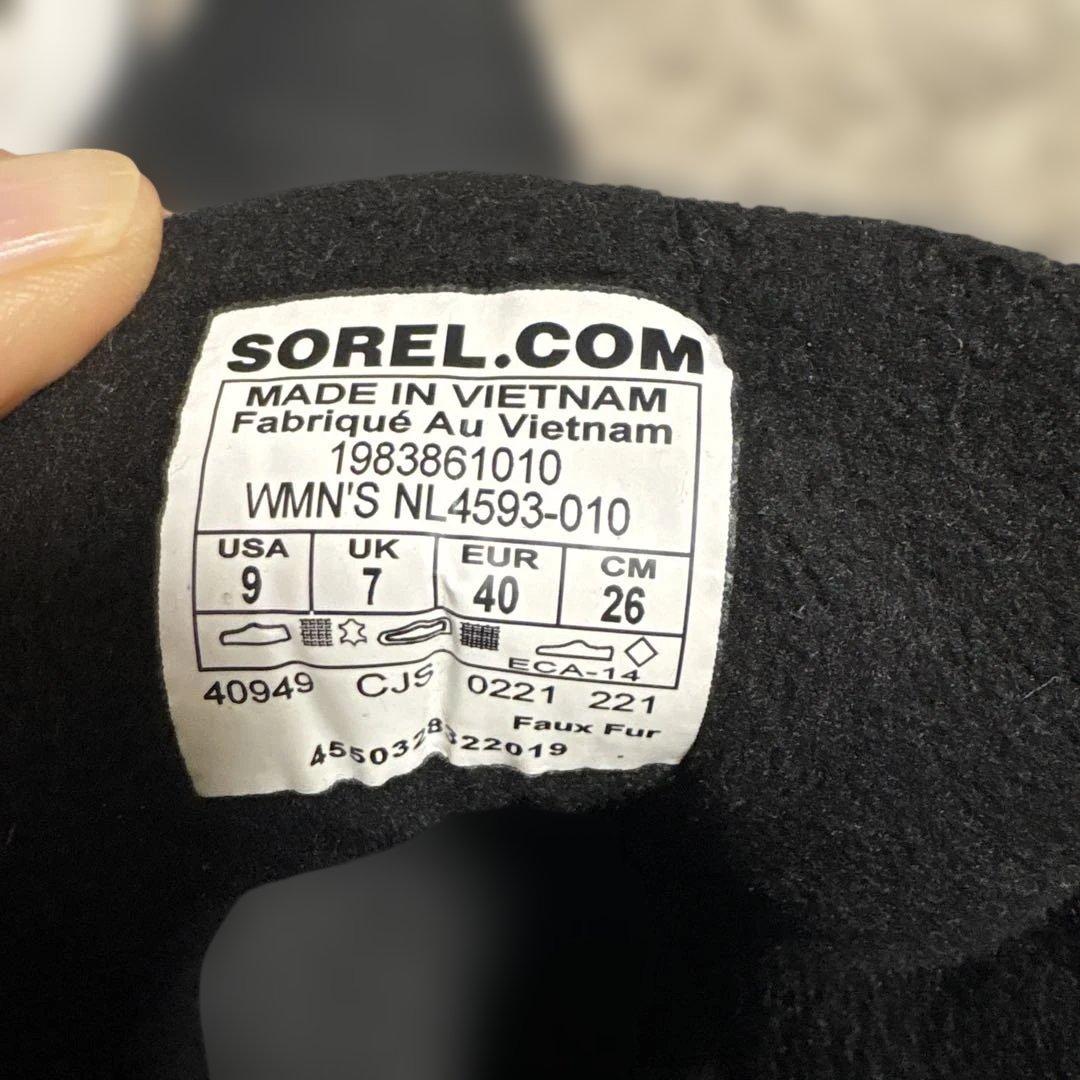 SOREL.COM
MADE IN VIETNAM
Fabriqué Au Vietnam
1983861010
WMN'S NL4593-010
USA UK EUR CM
9 7 40 26
ECA-14
40949 CJS 0221 221
Faux Fur
4550328322019